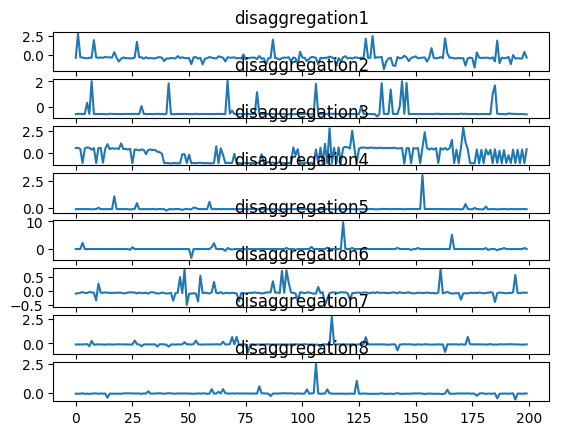 disaggregation1
2.5
0.0
disaggregation2
2
0
disaggregation3
2.5
0.0
disaggregation4
2.5
0.0
disaggregation5
10
0
disaggregation6
0.5
0.0
−0.5
disaggregation7
2.5
0.0
disaggregation8
2.5
0.0
0 25 50 75 100 125 150 175 200